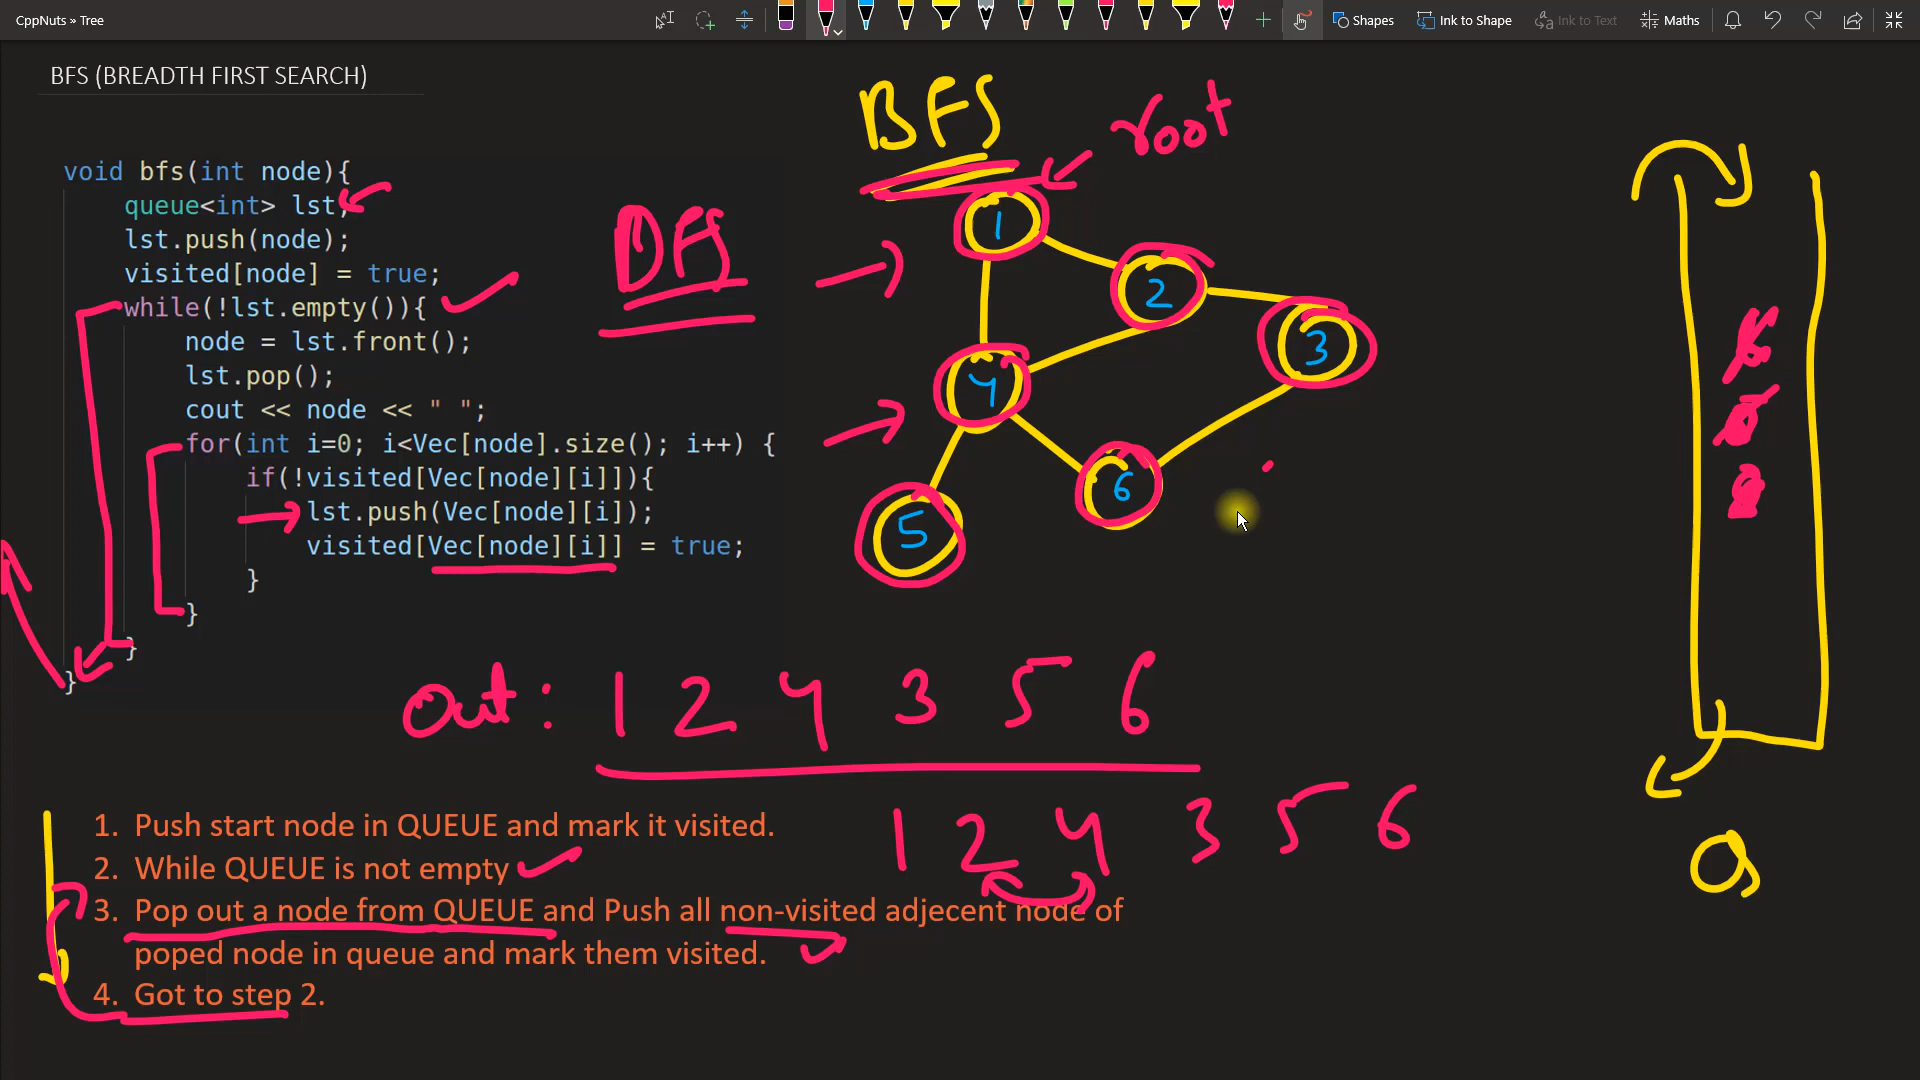 CppNuts » Tree
Shapes
Ink to Shape
Ink to Text
Maths
BFS (BREADTH FIRST SEARCH)
void bfs(int node){
queue<int> lst;
lst.push(node);
visited[node] = true;
while(!lst.empty()){
node = lst.front();
lst.pop();
cout << node << " ";
for(int i=0; i<Vec[node].size(); i++) {
if(!visited[Vec[node][i]]){
lst.push(Vec[node][i]);
visited[Vec[node][i]] = true;
}
}
}
}
DFS
BFS
root
1
2
3
4
5
6
out: 1 2 4 3 5 6
1 2 4 3 5 6
1. Push start node in QUEUE and mark it visited.
2. While QUEUE is not empty
3. Pop out a node from QUEUE and Push all non-visited adjecent node of
poped node in queue and mark them visited.
4. Got to step 2.